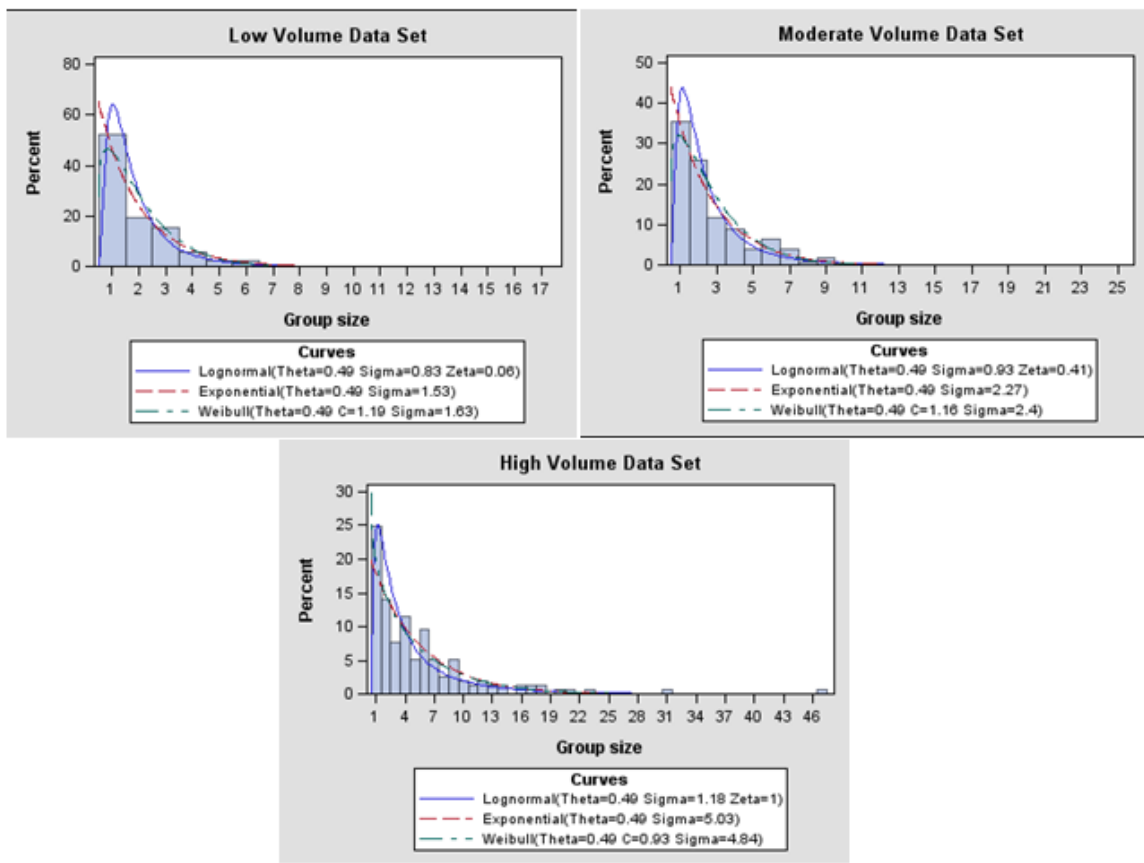 Low Volume Data Set
80
60
40
20
0
Percent
1 2 3 4 5 6 7 8 9 10 11 12 13 14 15 16 17
Group size
Curves
Lognormal(Theta=0.49 Sigma=0.83 Zeta=0.06)
Exponential(Theta=0.49 Sigma=1.53)
Weibull(Theta=0.49 C=1.19 Sigma=1.63)
Moderate Volume Data Set
50
40
30
20
10
0
Percent
1 3 5 7 9 11 13 15 17 19 21 23 25
Group size
Curves
Lognormal(Theta=0.49 Sigma=0.93 Zeta=0.41)
Exponential(Theta=0.49 Sigma=2.27)
Weibull(Theta=0.49 C=1.16 Sigma=2.4)
High Volume Data Set
30
25
20
15
10
5
0
Percent
1 4 7 10 13 16 19 22 25 28 31 34 37 40 43 46
Group size
Curves
Lognormal(Theta=0.49 Sigma=1.18 Zeta=1)
Exponential(Theta=0.49 Sigma=5.03)
Weibull(Theta=0.49 C=0.93 Sigma=4.84)